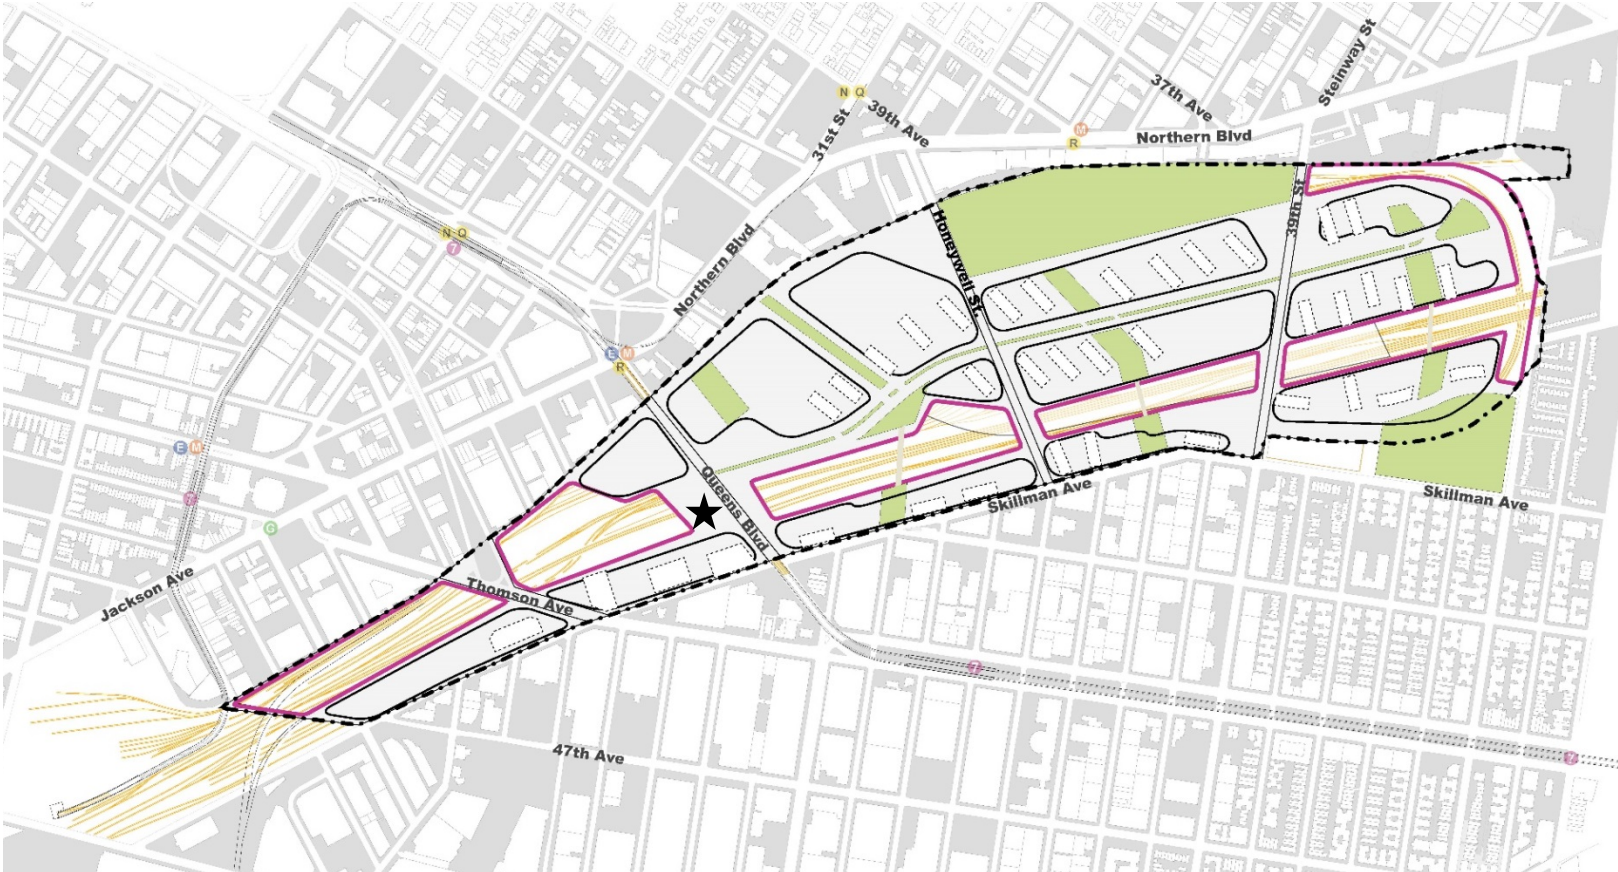 Steinway St
37th Ave
N Q
39th Ave
31st St
M
R
Northern Blvd
39th St
Honeywell St.
N Q
7
Northern Blvd
E M
R
E M
7
Queens Blvd
Skillman Ave
Skillman Ave
G
Jackson Ave
Thomson Ave
7
47th Ave
7